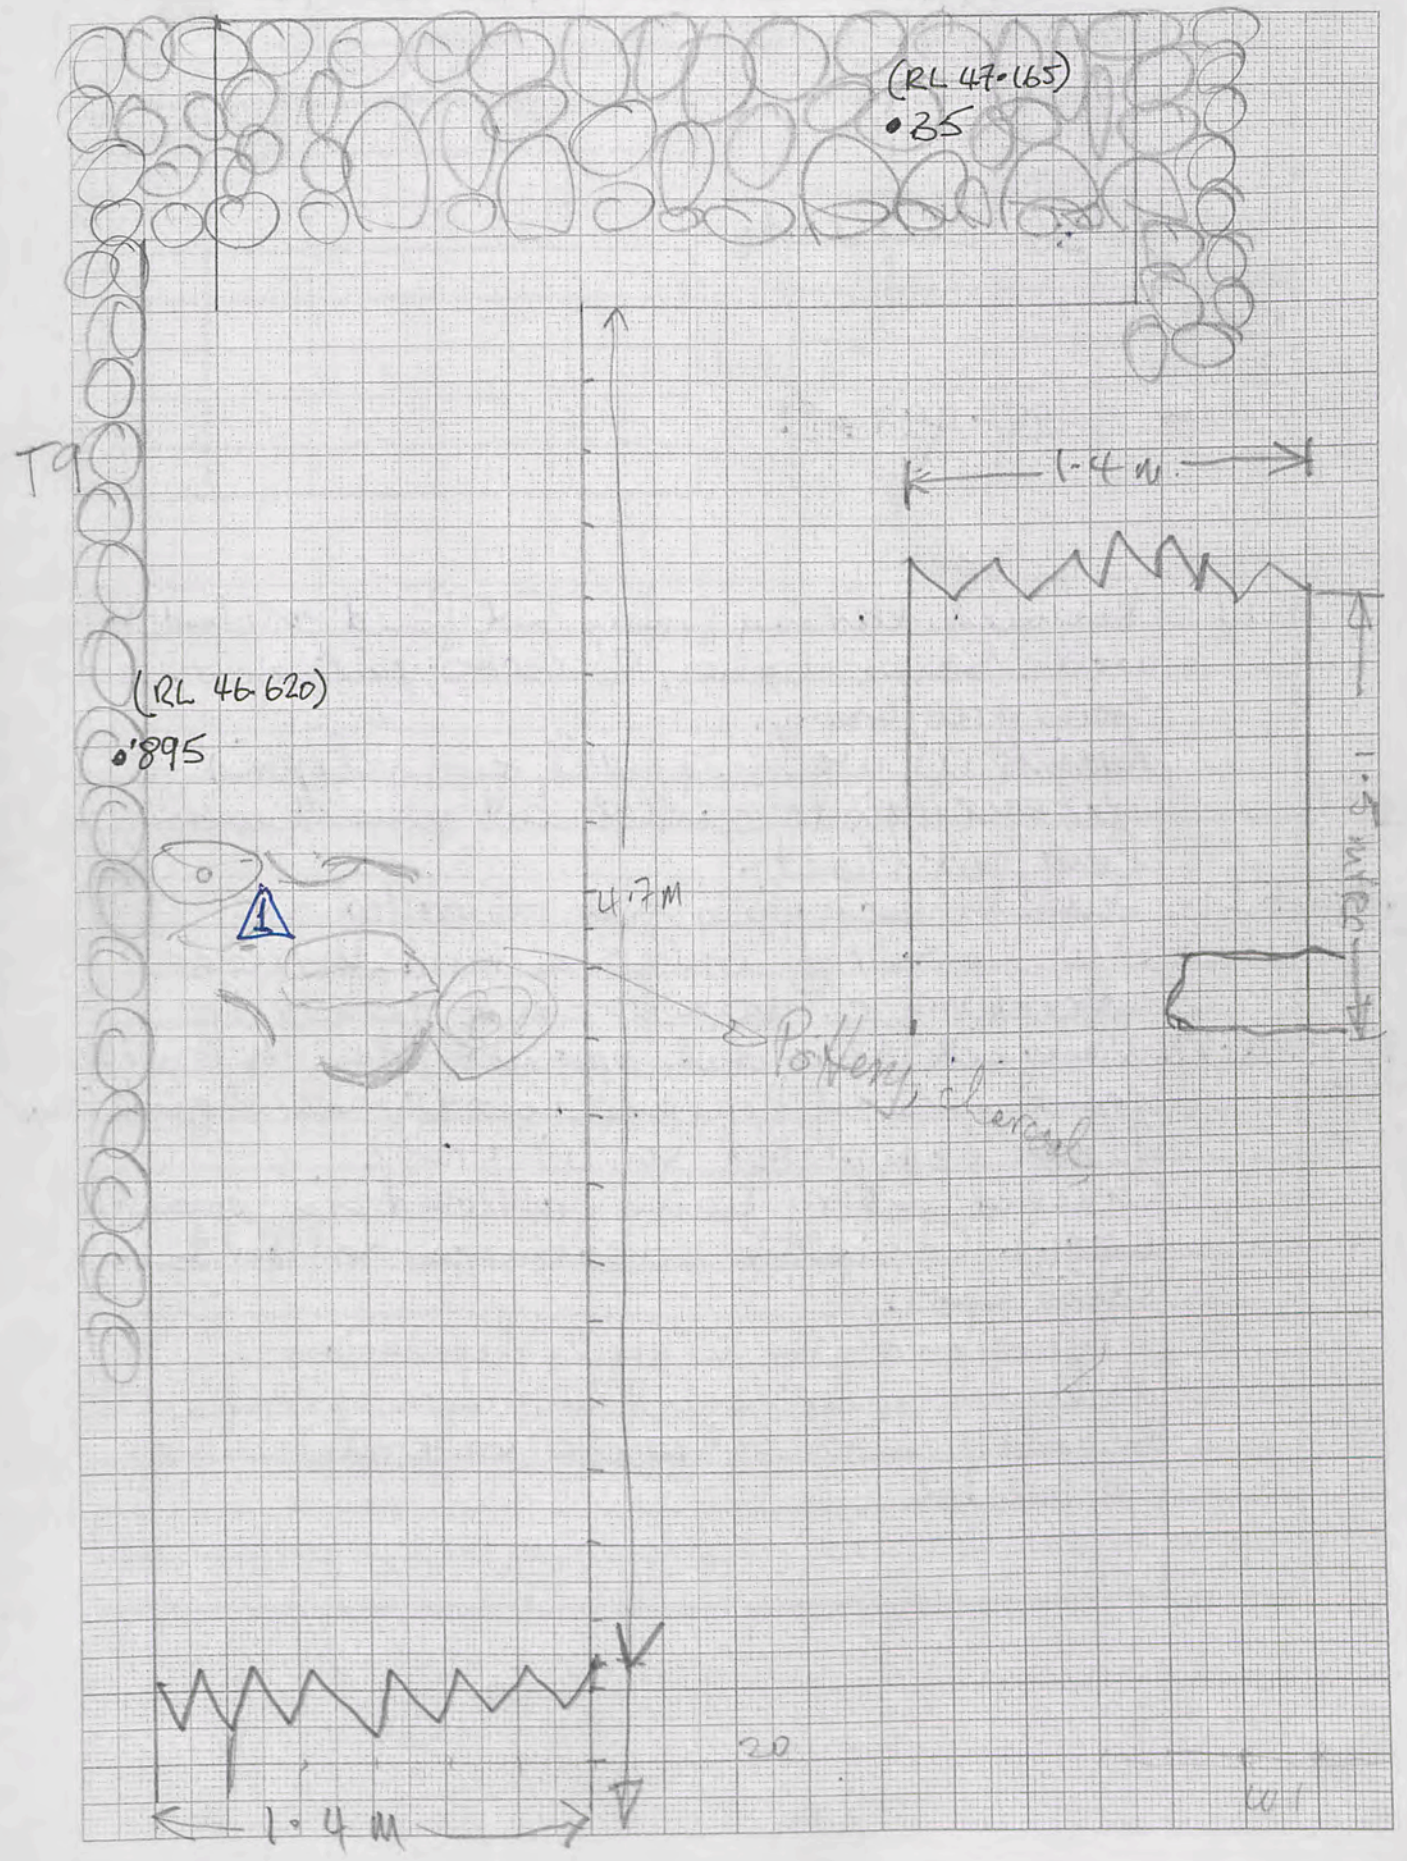 (RL 47.165)
.35
T9
1.4 M
(RL 46.620)
.895
1
4.7M
Pottery, charcoal
1.4 M
20